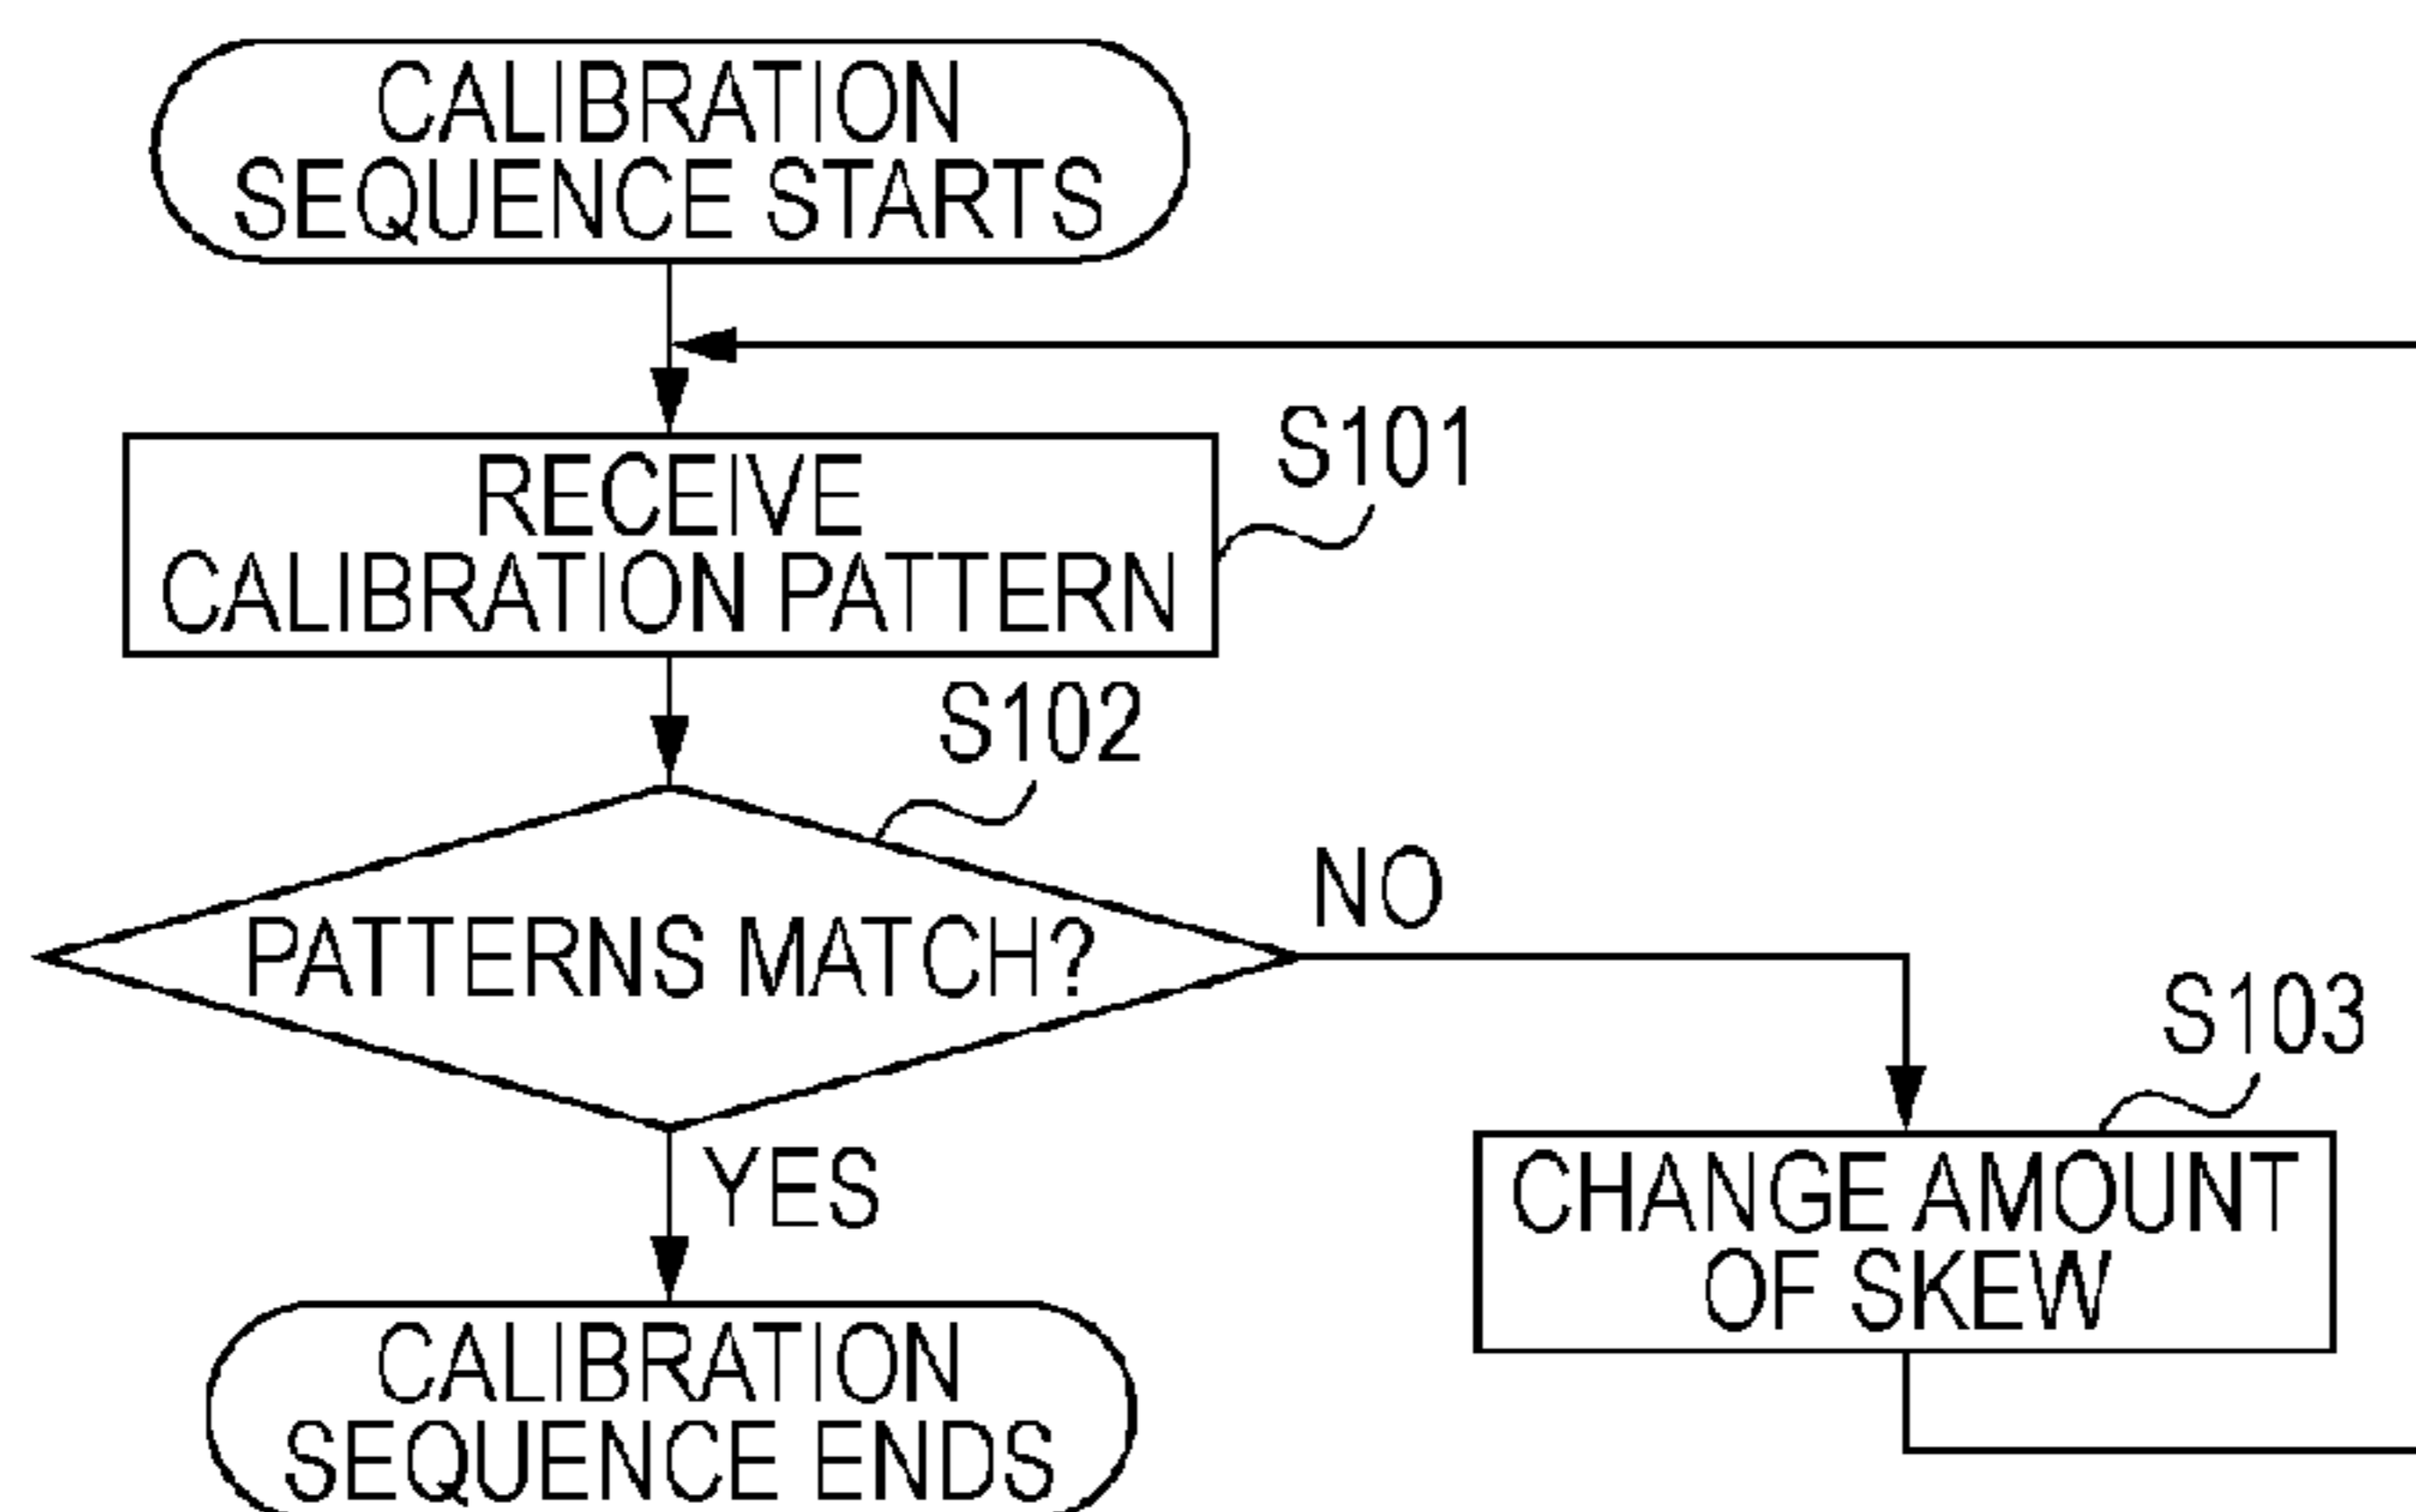 CALIBRATION
SEQUENCE STARTS
S101
RECEIVE
CALIBRATION PATTERN
S102
PATTERNS MATCH?
NO
YES
S103
CHANGE AMOUNT
OF SKEW
CALIBRATION
SEQUENCE ENDS